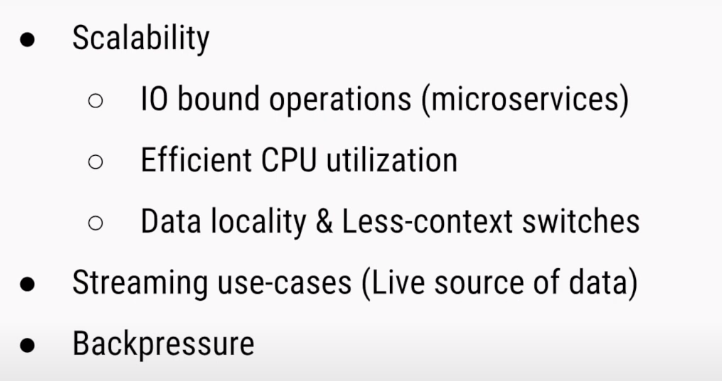 ● Scalability
○ IO bound operations (microservices)
○ Efficient CPU utilization
○ Data locality & Less-context switches
● Streaming use-cases (Live source of data)
● Backpressure